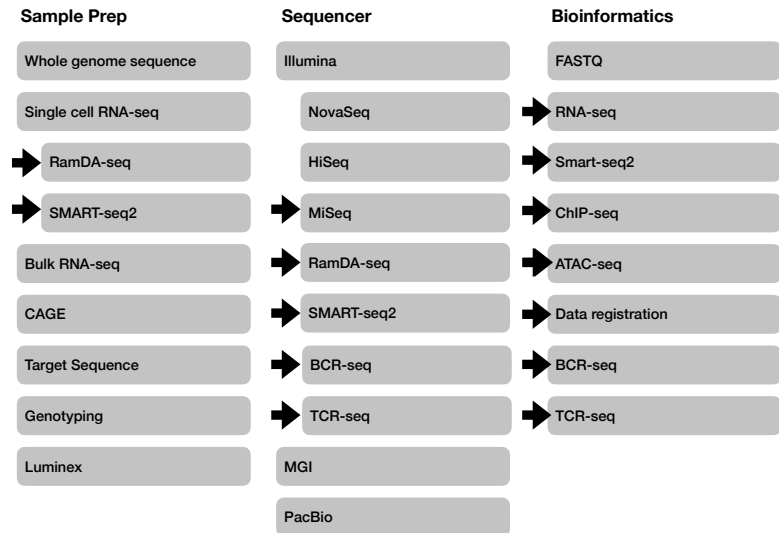 Sample Prep
Whole genome sequence
Single cell RNA-seq
RamDA-seq
SMART-seq2
Bulk RNA-seq
CAGE
Target Sequence
Genotyping
Luminex
Sequencer
Illumina
NovaSeq
HiSeq
MiSeq
RamDA-seq
SMART-seq2
BCR-seq
TCR-seq
MGI
PacBio
Bioinformatics
FASTQ
RNA-seq
Smart-seq2
ChIP-seq
ATAC-seq
Data registration
BCR-seq
TCR-seq